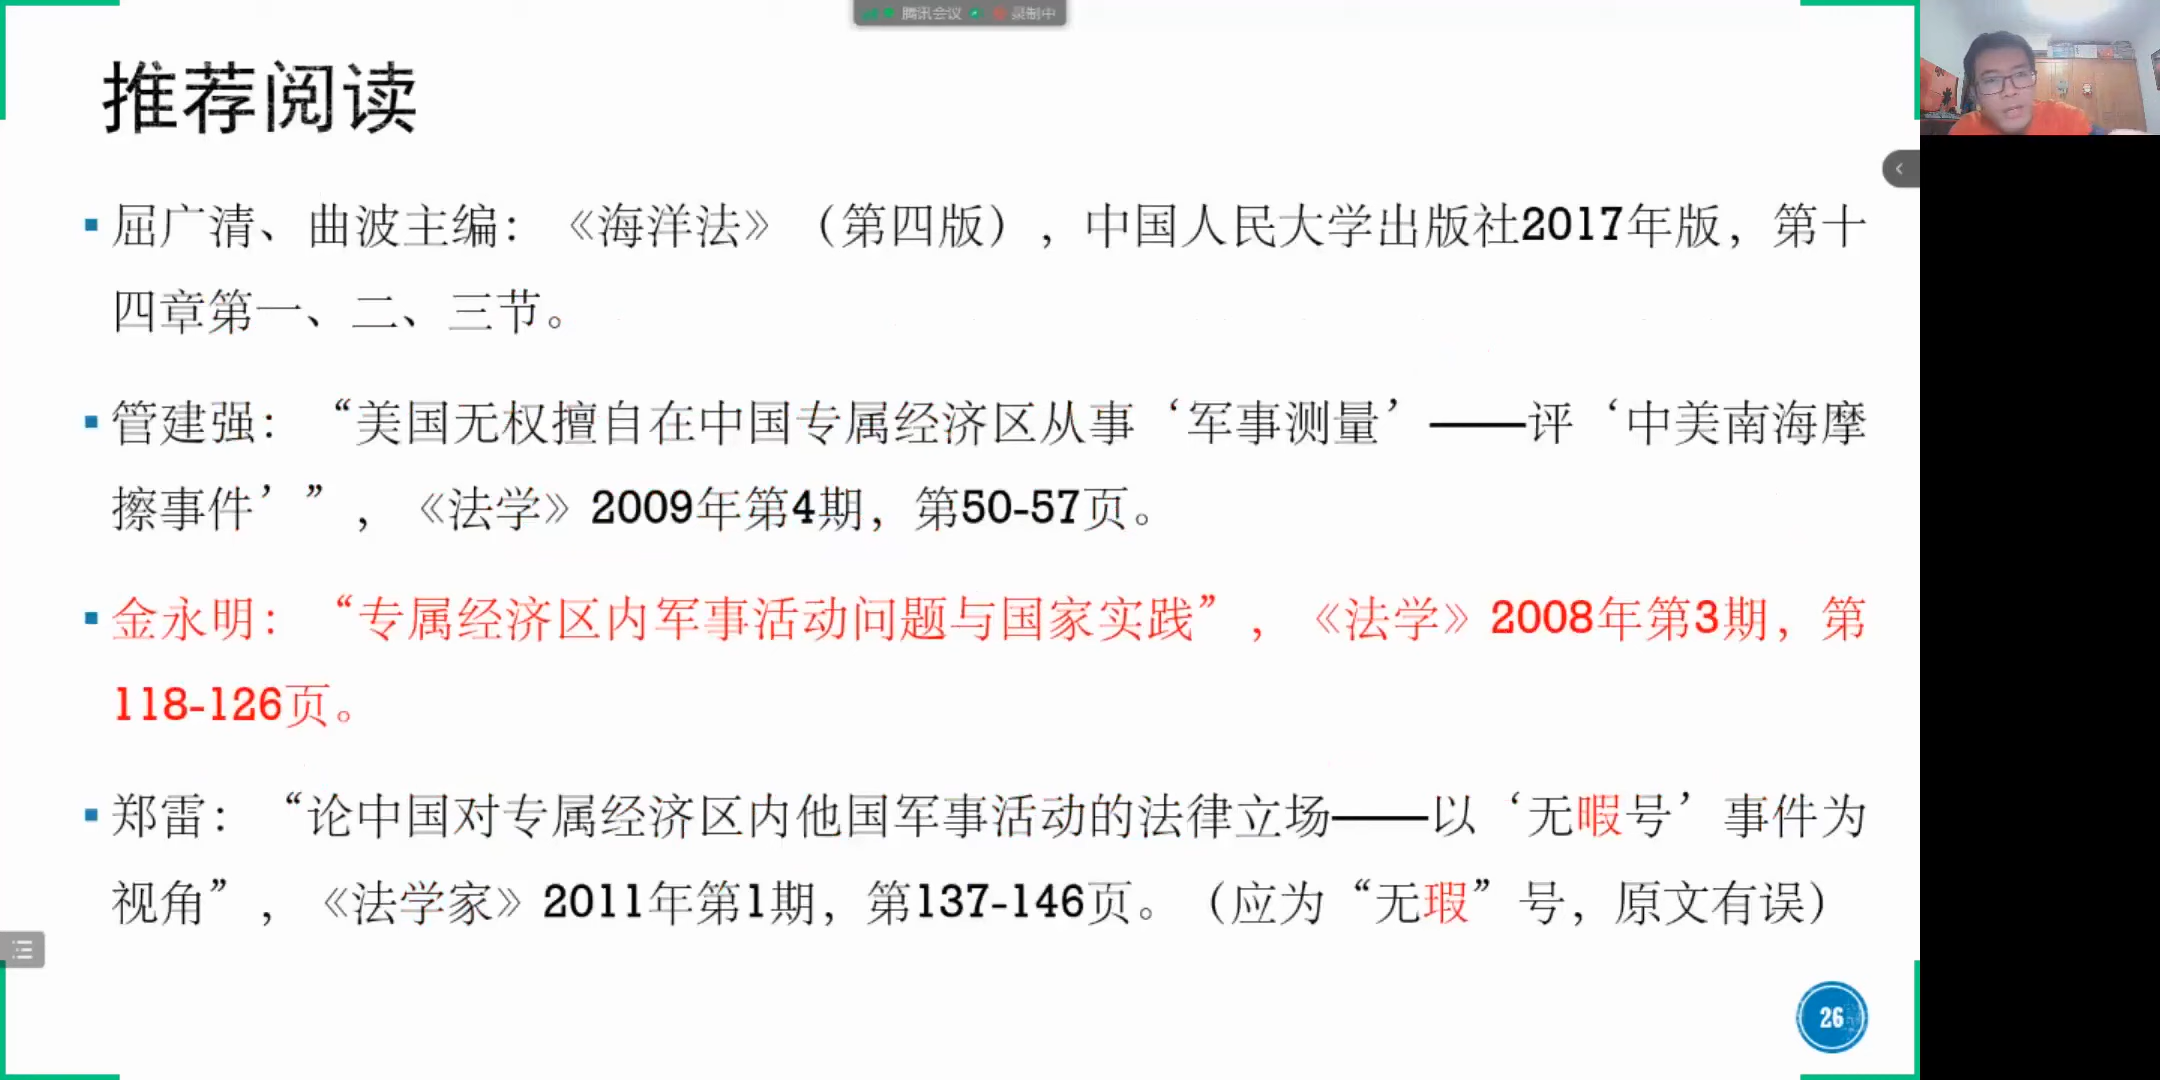 腾讯会议 录制中
推荐阅读
屈广清、曲波主编：《海洋法》（第四版），中国人民大学出版社2017年版，第十
四章第一、二、三节。
管建强：“美国无权擅自在中国专属经济区从事‘军事测量’——评‘中美南海摩
擦事件’”，《法学》2009年第4期，第50-57页。
金永明：“专属经济区内军事活动问题与国家实践”，《法学》2008年第3期，第
118-126页。
郑雷：“论中国对专属经济区内他国军事活动的法律立场——以‘无暇号’事件为
视角”，《法学家》2011年第1期，第137-146页。（应为“无瑕”号，原文有误）
26